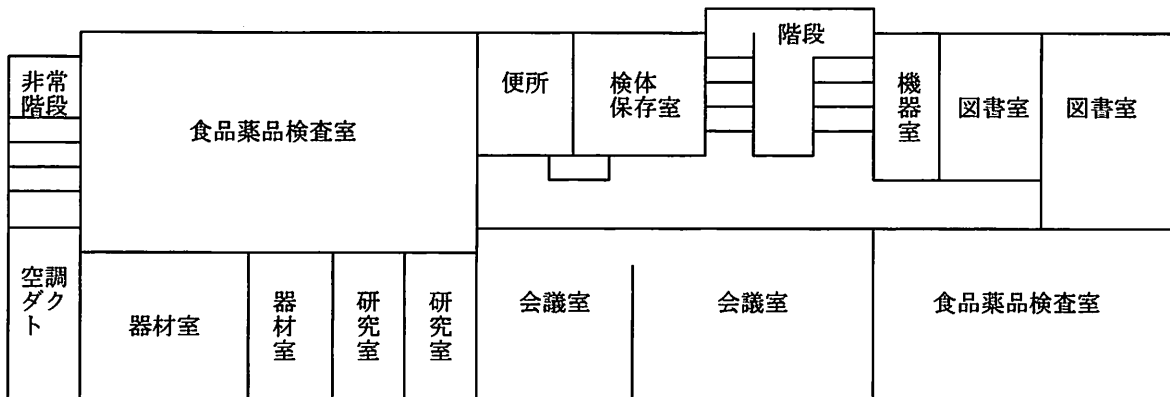 階段
非常
階段
食品薬品検査室
便所
検体
保存室
機器室
図書室
図書室
空調
ダク
ト
器材室
器材室
研究室
研究室
会議室
会議室
食品薬品検査室